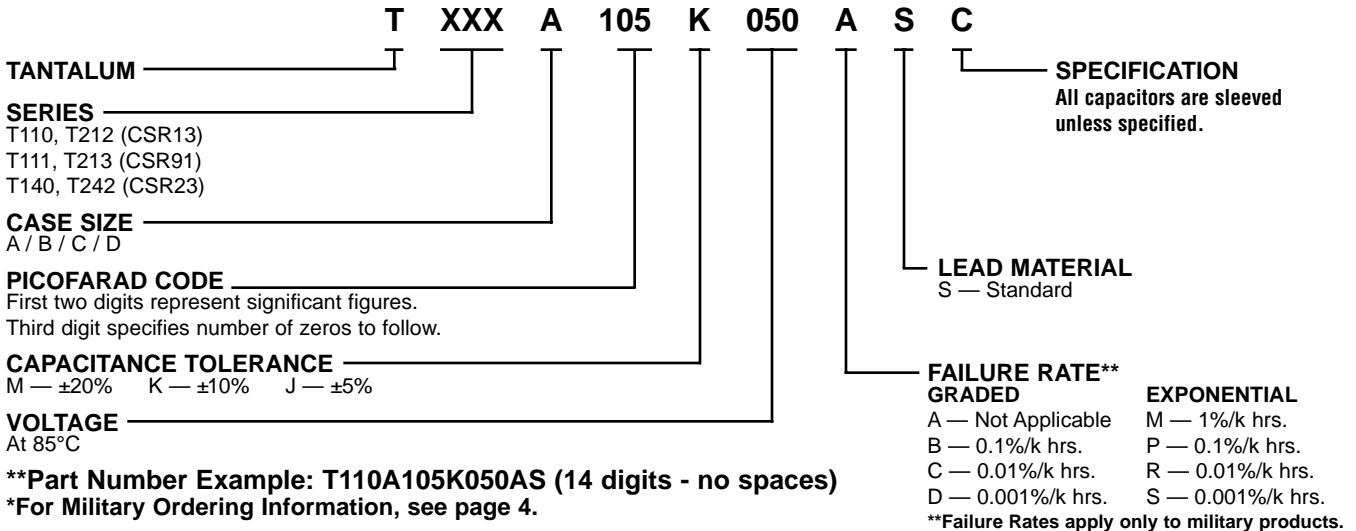 T XXX A 105 K 050 A S C
TANTALUM
SERIES
T110, T212 (CSR13)
T111, T213 (CSR91)
T140, T242 (CSR23)
CASE SIZE
A / B / C / D
PICOFARAD CODE
First two digits represent significant figures.
Third digit specifies number of zeros to follow.
CAPACITANCE TOLERANCE
M — ±20% K — ±10% J — ±5%
VOLTAGE
At 85°C
**Part Number Example: T110A105K050AS (14 digits - no spaces)
*For Military Ordering Information, see page 4.
SPECIFICATION
All capacitors are sleeved
unless specified.
LEAD MATERIAL
S — Standard
FAILURE RATE**
GRADED EXPONENTIAL
A — Not Applicable M — 1%/k hrs.
B — 0.1%/k hrs. P — 0.1%/k hrs.
C — 0.01%/k hrs. R — 0.01%/k hrs.
D — 0.001%/k hrs. S — 0.001%/k hrs.
**Failure Rates apply only to military products.